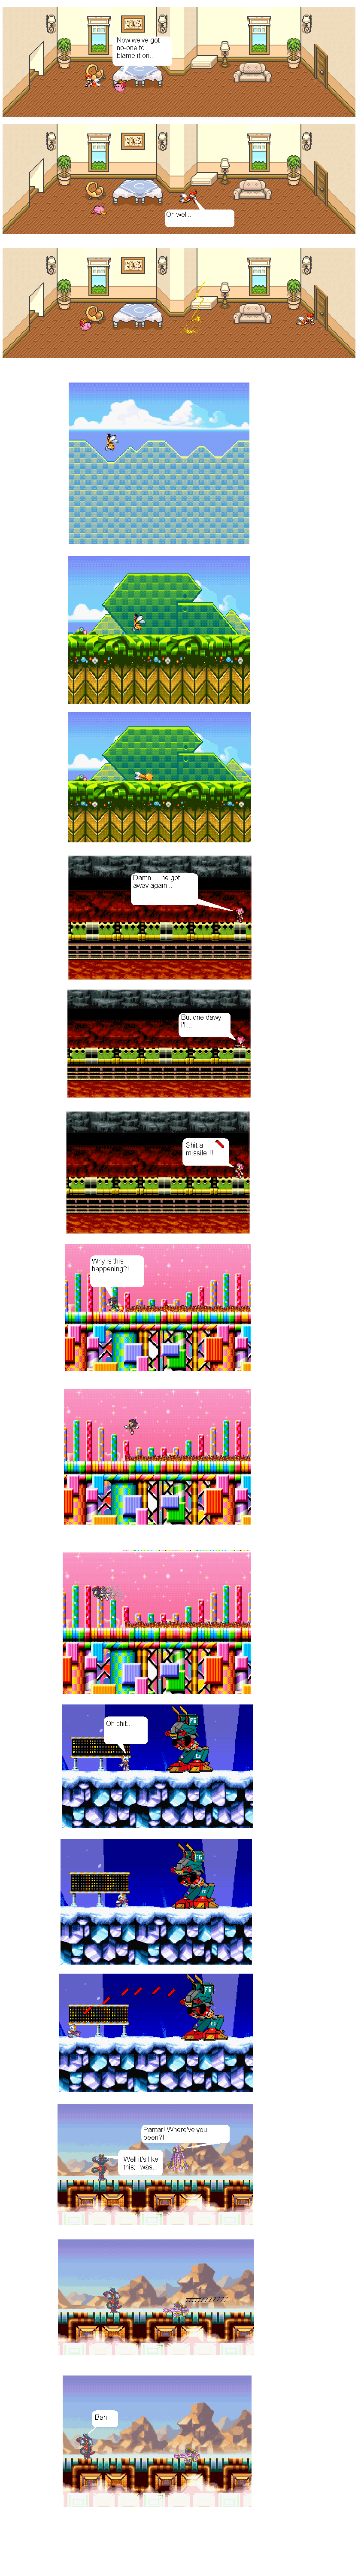 Now we've got
no-one to
blame it on...
Oh well...
Damn.... he got
away again...
But one dawy
i'll...
Shit a
missile!!!
Why is this
happening?!
Oh shit...
Pantar! Where've you
been?!
Well it's like
this, I was...
Bah!